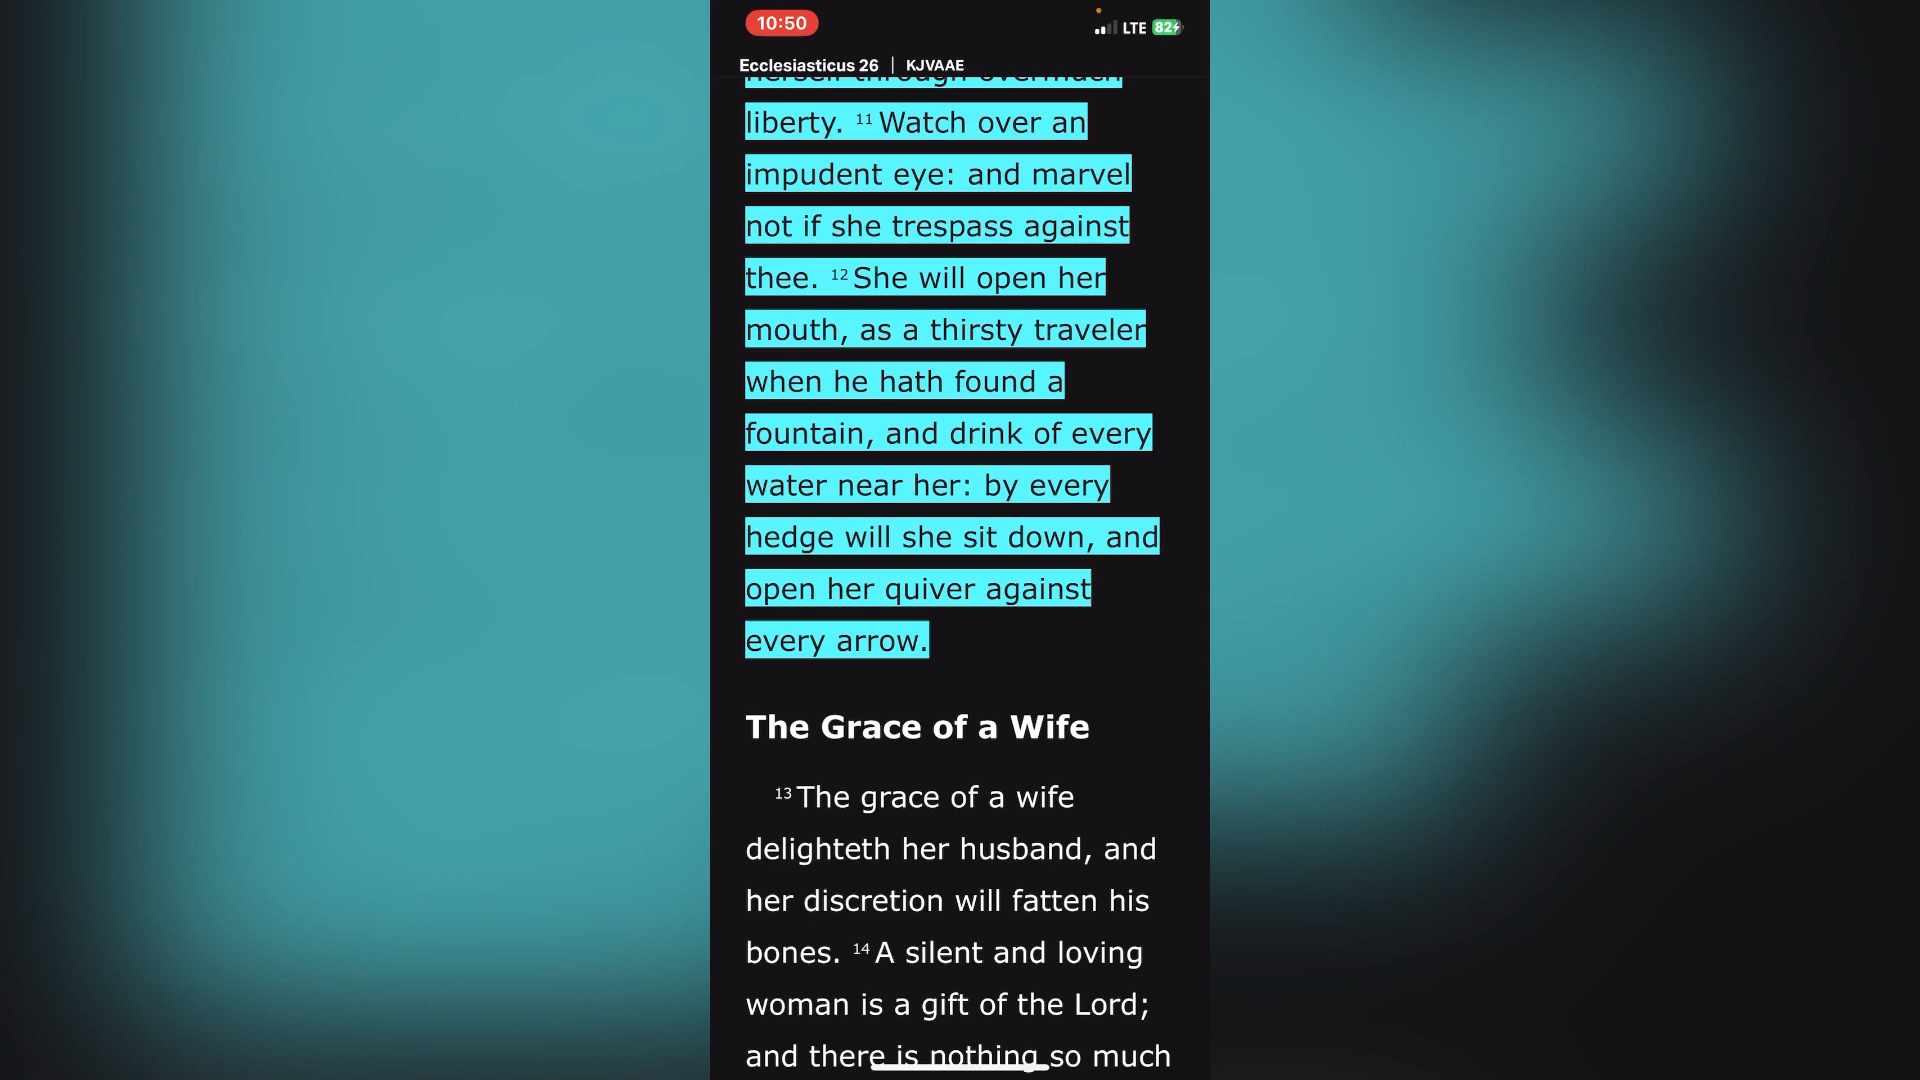 10:50
LTE 82
Ecclesiasticus 26 | KJVAAE
herself through overmuch
liberty. 11 Watch over an
impudent eye: and marvel
not if she trespass against
thee. 12 She will open her
mouth, as a thirsty traveler
when he hath found a
fountain, and drink of every
water near her: by every
hedge will she sit down, and
open her quiver against
every arrow.
The Grace of a Wife
13 The grace of a wife
delighteth her husband, and
her discretion will fatten his
bones. 14 A silent and loving
woman is a gift of the Lord;
and there is nothing so much